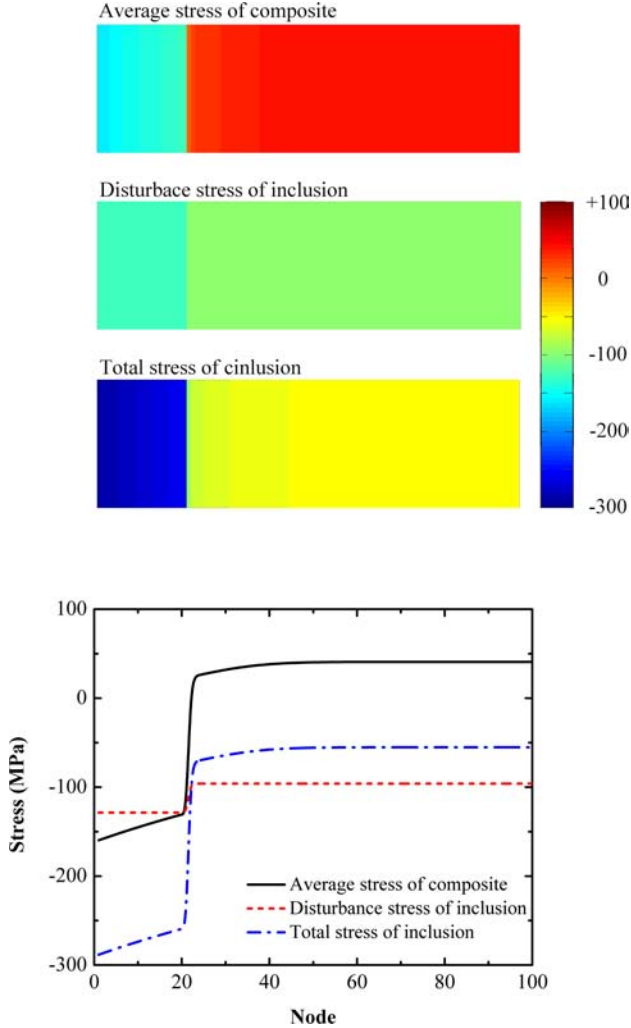 Average stress of composite
Disturbace stress of inclusion
+100
0
-100
-200
-300
Total stress of cinlusion
100
0
-100
-200
-300
Stress (MPa)
Average stress of composite
Disturbance stress of inclusion
Total stress of inclusion
0 20 40 60 80 100
Node